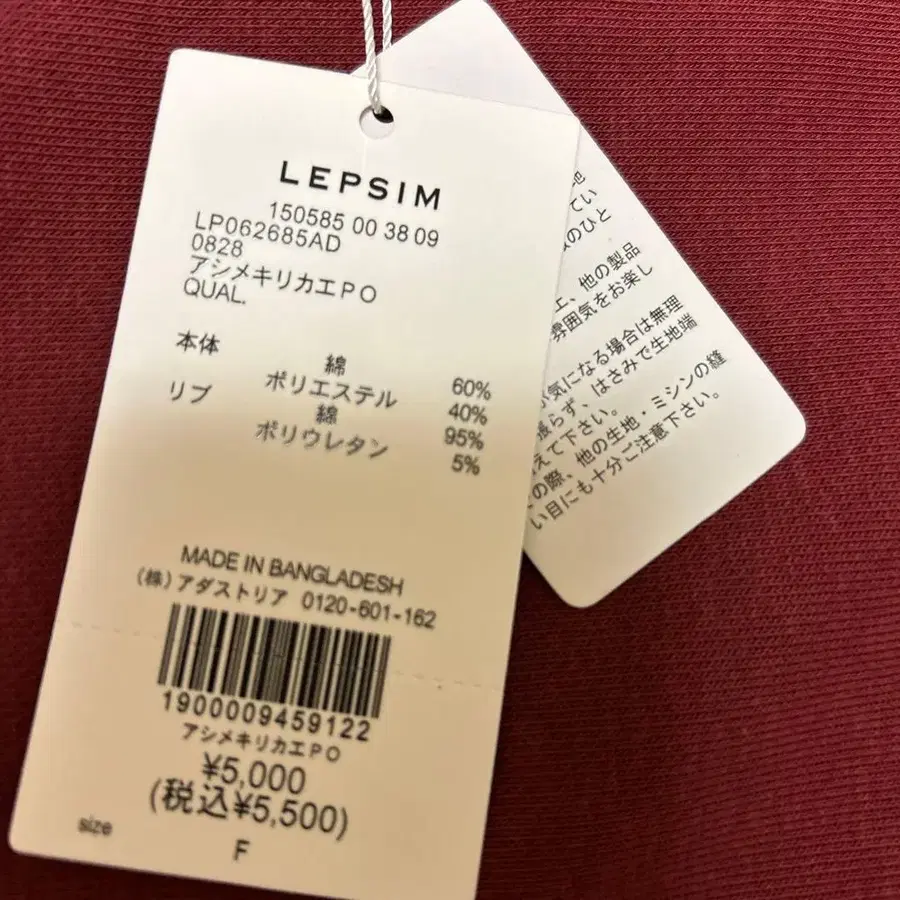 LEPSIM
150585 00 38 09
LP062685AD
0828
アシメキリカエPO
QUAL.
本体 綿 60%
ポリエステル 40%
リブ 綿 95%
ポリウレタン 5%
MADE IN BANGLADESH
(株)アダストリア 0120-601-162
1900009459122
アシメキリカエPO
¥5,000
(税込¥5,500)
size
F
てい
のひと
、他の製品
雰囲気をお楽し
気になる場合は無理
張らず、はさみで生地端
えて下さい。
の際、他の生地・ミシンの縫
い目にも十分ご注意下さい。